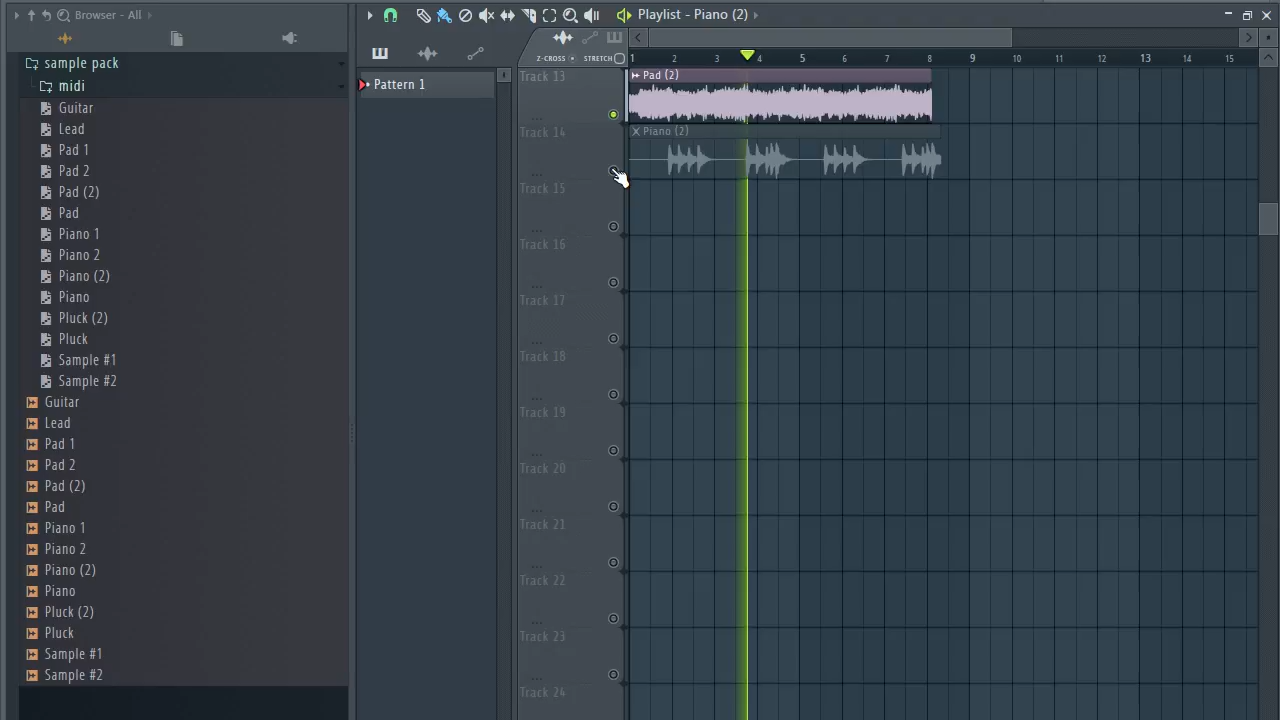 Browser - All
Playlist - Piano (2)
sample pack
midi
Guitar
Lead
Pad 1
Pad 2
Pad (2)
Pad
Piano 1
Piano 2
Piano (2)
Piano
Pluck (2)
Pluck
Sample #1
Sample #2
Guitar
Lead
Pad 1
Pad 2
Pad (2)
Pad
Piano 1
Piano 2
Piano (2)
Piano
Pluck (2)
Pluck
Sample #1
Sample #2
Pattern 1
Z-CROSS STRETCH
1 2 3 4 5 6 7 8 9 10 11 12 13 14 15
Track 13
Pad (2)
Track 14
Piano (2)
Track 15
Track 16
Track 17
Track 18
Track 19
Track 20
Track 21
Track 22
Track 23
Track 24